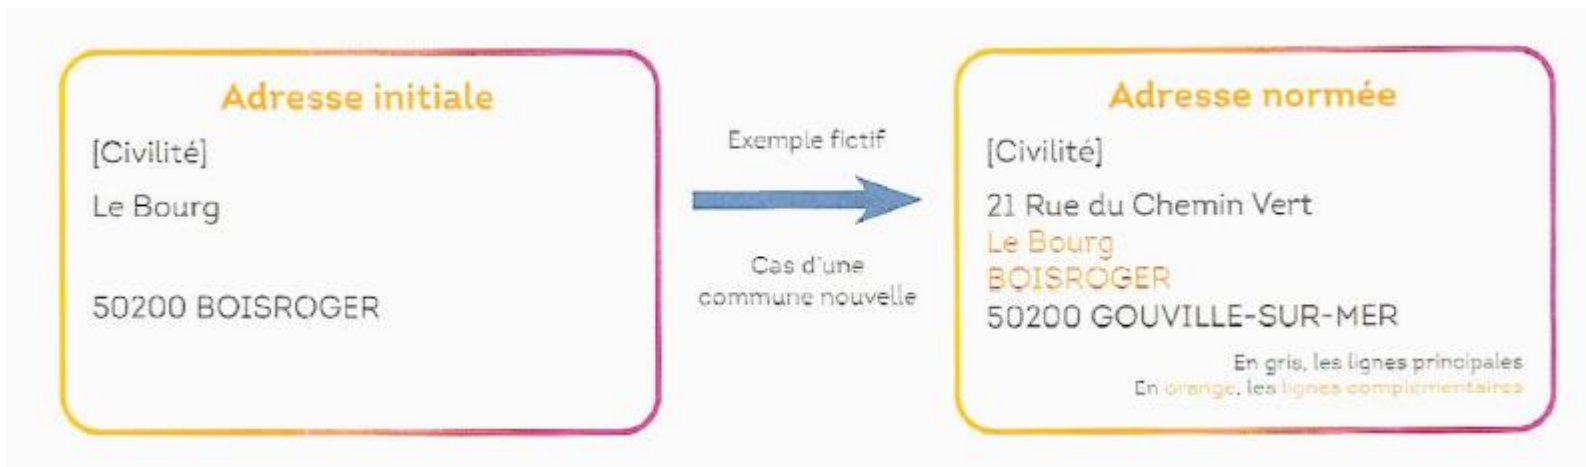 Adresse initiale
[Civilité]
Le Bourg
50200 BOISROGER
Exemple fictif
Cas d'une
commune nouvelle
Adresse normée
[Civilité]
21 Rue du Chemin Vert
Le Bourg
BOISROGER
50200 GOUVILLE-SUR-MER
En gris, les lignes principales
En orange, les lignes complémentaires